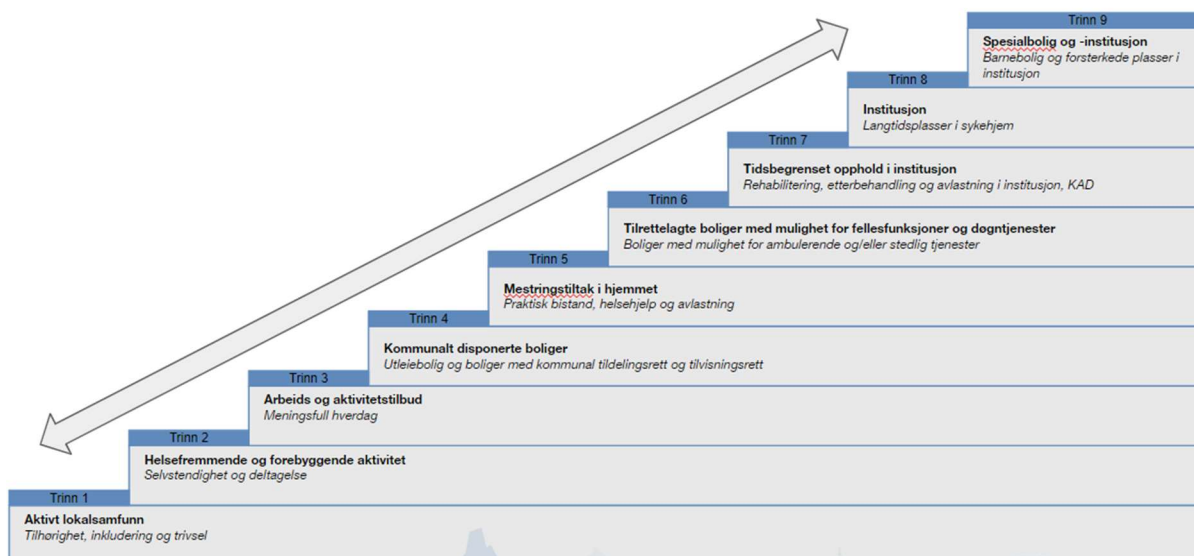 Trinn 9
Spesialbolig og -institusjon
Barnebolig og forsterkede plasser i
institusjon
Trinn 8
Institusjon
Langtidsplasser i sykehjem
Trinn 7
Tidsbegrenset opphold i institusjon
Rehabilitering, etterbehandling og avlastning i institusjon, KAD
Trinn 6
Tilrettelagte boliger med mulighet for fellesfunksjoner og døgntjenester
Boliger med mulighet for ambulerende og/eller stedlig tjenester
Trinn 5
Mestringstiltak i hjemmet
Praktisk bistand, helsehjelp og avlastning
Trinn 4
Kommunalt disponerte boliger
Utleiebolig og boliger med kommunal tildelingsrett og tilvisningsrett
Trinn 3
Arbeids og aktivitetstilbud
Meningsfull hverdag
Trinn 2
Helsefremmende og forebyggende aktivitet
Selvstendighet og deltagelse
Trinn 1
Aktivt lokalsamfunn
Tilhørighet, inkludering og trivsel